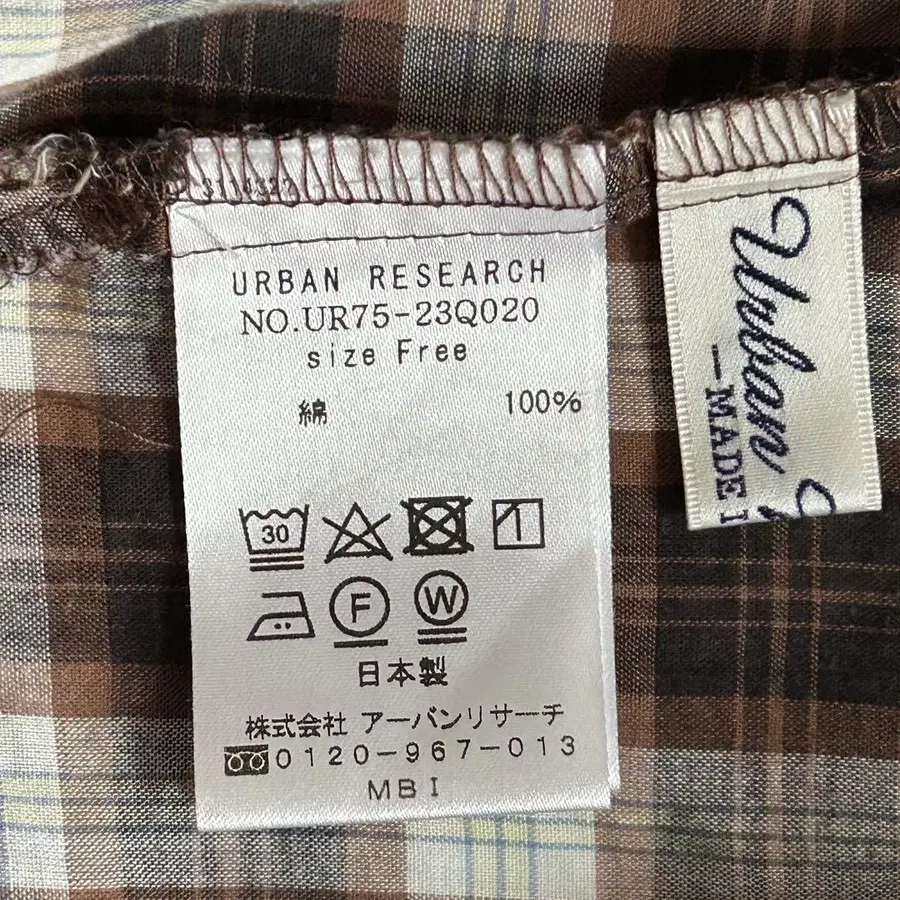 URBAN RESEARCH
NO.UR75-23Q020
size Free
綿 100%
30
F W
日本製
株式会社 アーバンリサーチ
0120-967-013
MBI
Urban
—MADE